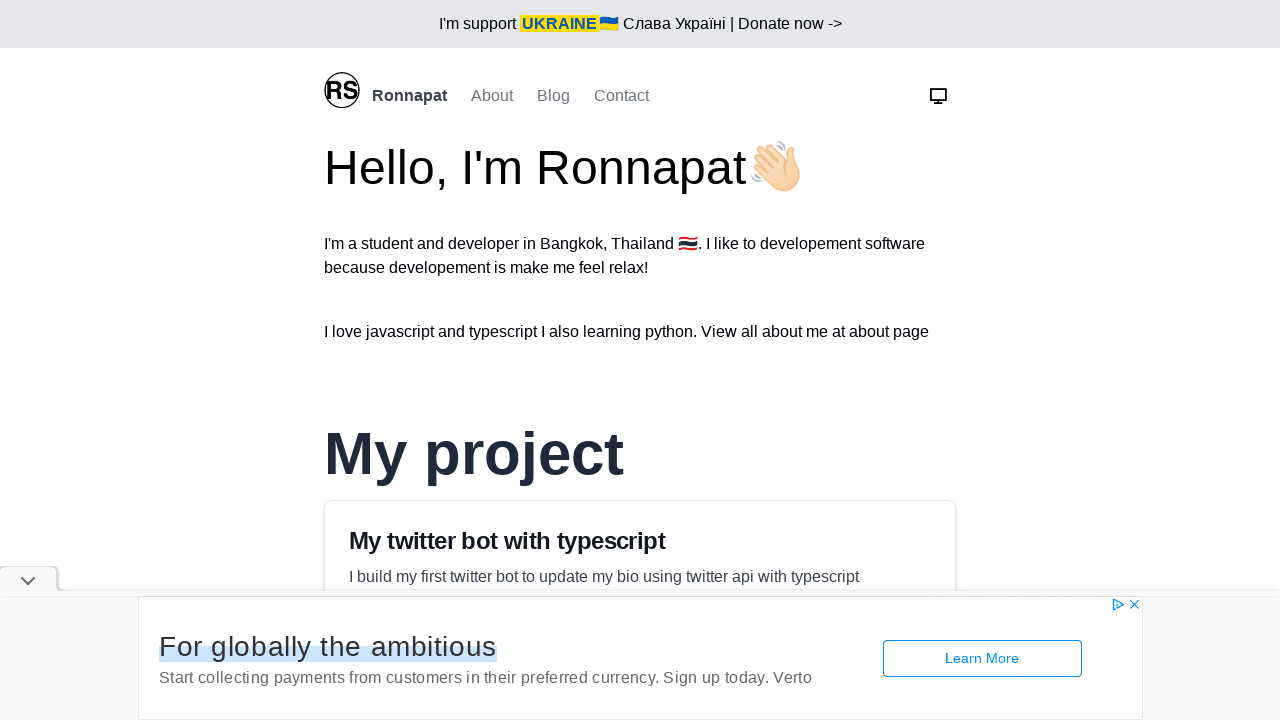 I'm support UKRAINE🇺🇦 Слава Україні | Donate now ->
RS Ronnapat About Blog Contact
Hello, I'm Ronnapat👋🏻
I'm a student and developer in Bangkok, Thailand 🇹🇭. I like to developement software
because developement is make me feel relax!
I love javascript and typescript I also learning python. View all about me at about page
My project
My twitter bot with typescript
I build my first twitter bot to update my bio using twitter api with typescript
For globally the ambitious
Start collecting payments from customers in their preferred currency. Sign up today. Verto
Learn More